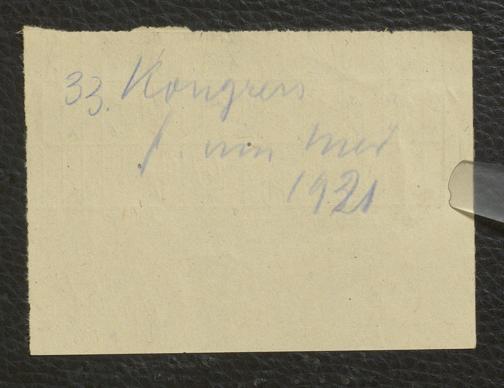 33. Kongress
f. inn Med
1921